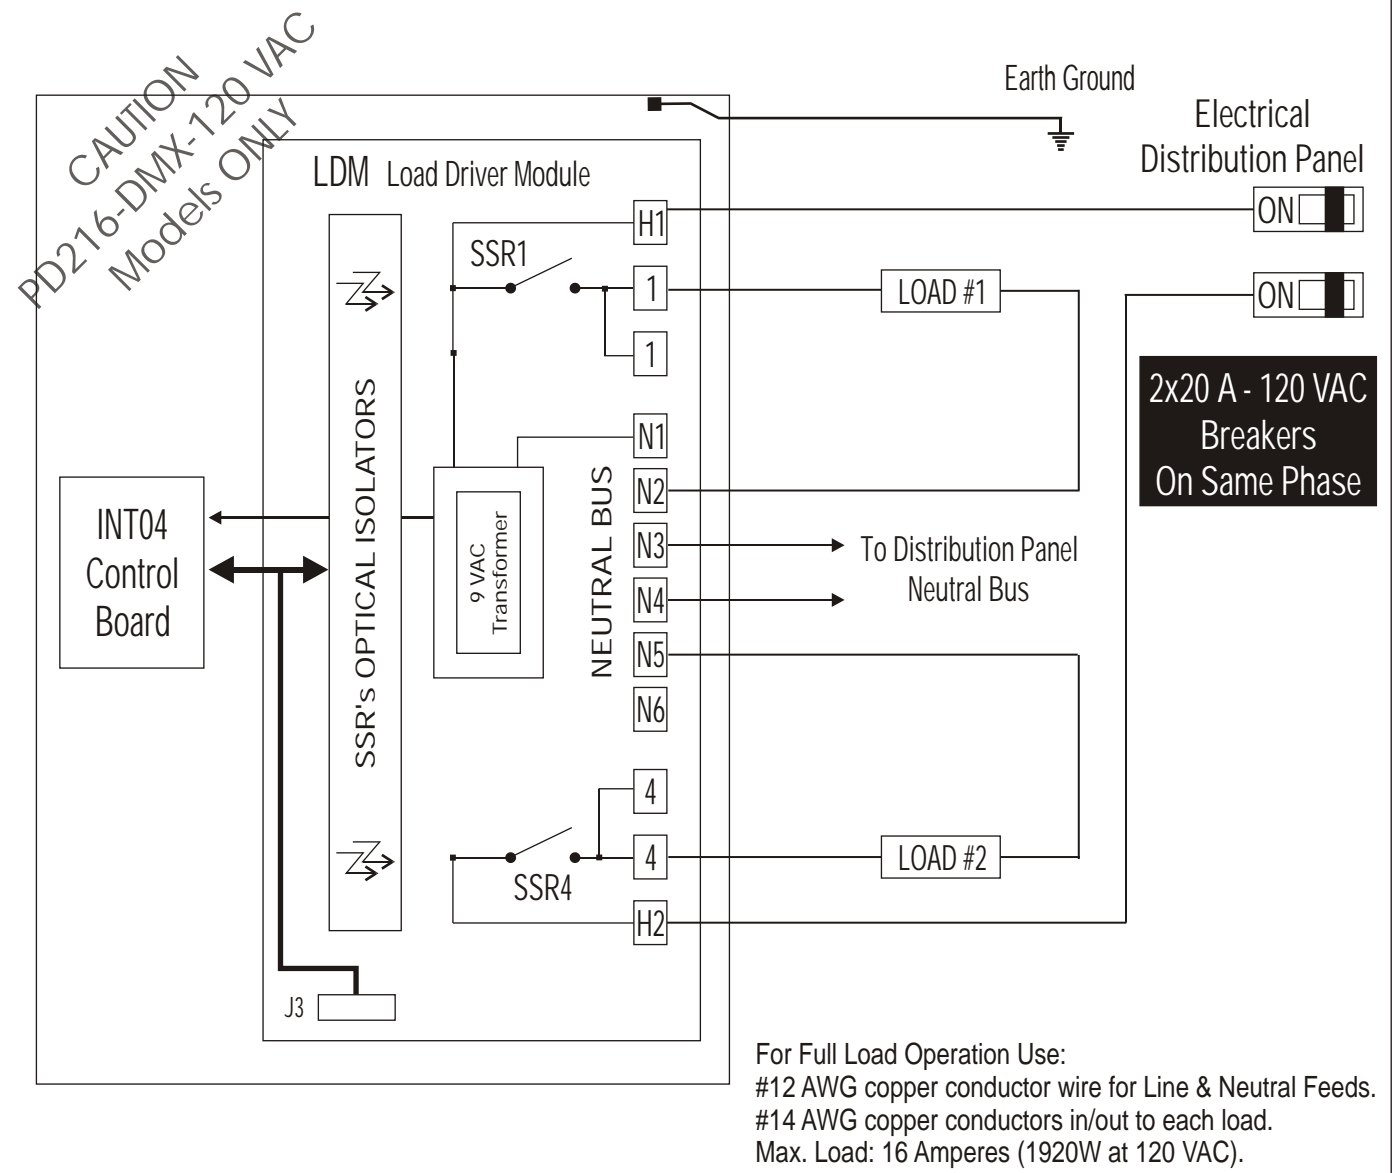 CAUTION
PD216-DMX-120 VAC
Models ONLY
Earth Ground
Electrical
Distribution Panel
LDM Load Driver Module
H1
ON
SSR1
1
LOAD #1
ON
1
2x20 A - 120 VAC
Breakers
On Same Phase
SSR's OPTICAL ISOLATORS
N1
NEUTRAL BUS
N2
INT04
Control
Board
9 VAC
Transformer
N3
To Distribution Panel
Neutral Bus
N4
N5
N6
4
4
LOAD #2
SSR4
H2
J3
For Full Load Operation Use:
#12 AWG copper conductor wire for Line & Neutral Feeds.
#14 AWG copper conductors in/out to each load.
Max. Load: 16 Amperes (1920W at 120 VAC).